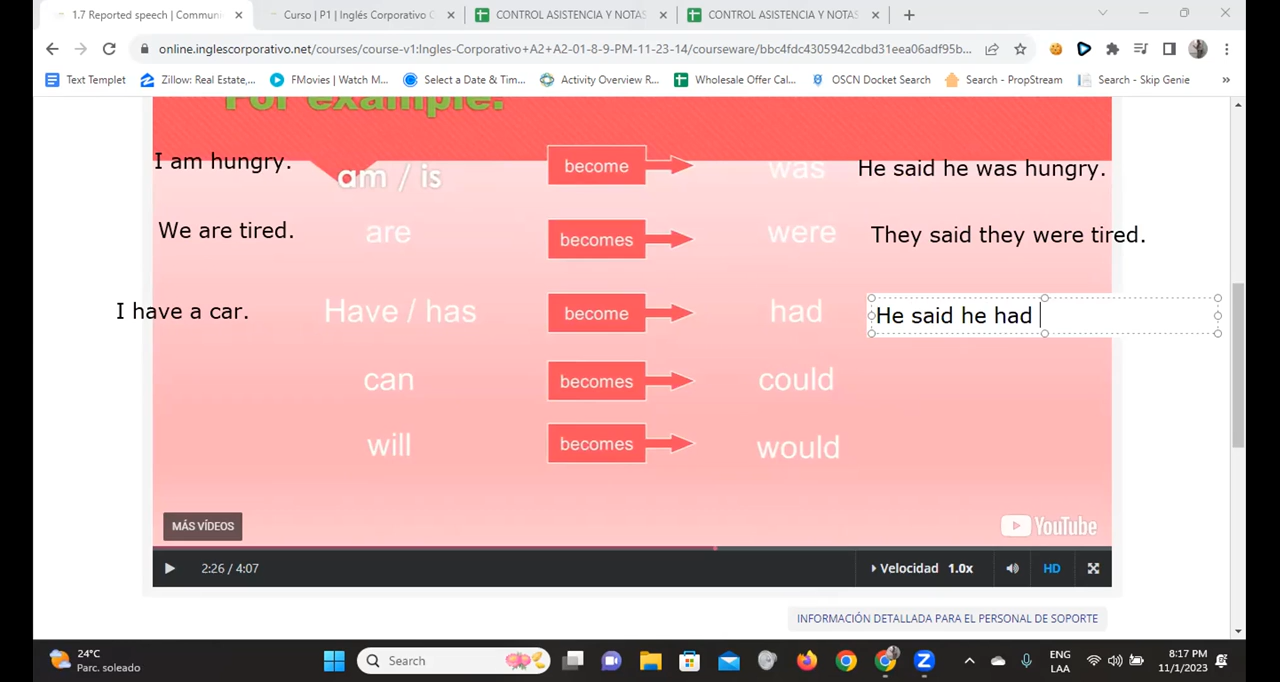 1.7 Reported speech | Communi
Curso | P1 | Inglés Corporativo
CONTROL ASISTENCIA Y NOTAS
CONTROL ASISTENCIA Y NOTAS
online.inglescorporativo.net/courses/course-v1:Ingles-Corporativo+A2+A2-01-8-9-PM-11-23-14/courseware/bbc4fdc4305942cdbd31eea06adf95b...
Text Templet
Zillow: Real Estate,...
FMovies | Watch M...
Select a Date & Tim...
Activity Overview R...
Wholesale Offer Cal...
OSCN Docket Search
Search - PropStream
Search - Skip Genie
»
For example:
I am hungry. am / is become was He said he was hungry.
We are tired. are becomes were They said they were tired.
I have a car. Have / has become had He said he had
can becomes could
will becomes would
MÁS VÍDEOS
YouTube
2:26 / 4:07
Velocidad 1.0x
HD
INFORMACIÓN DETALLADA PARA EL PERSONAL DE SOPORTE
24°C
Parc. soleado
Search
ENG
LAA
8:17 PM
11/1/2023